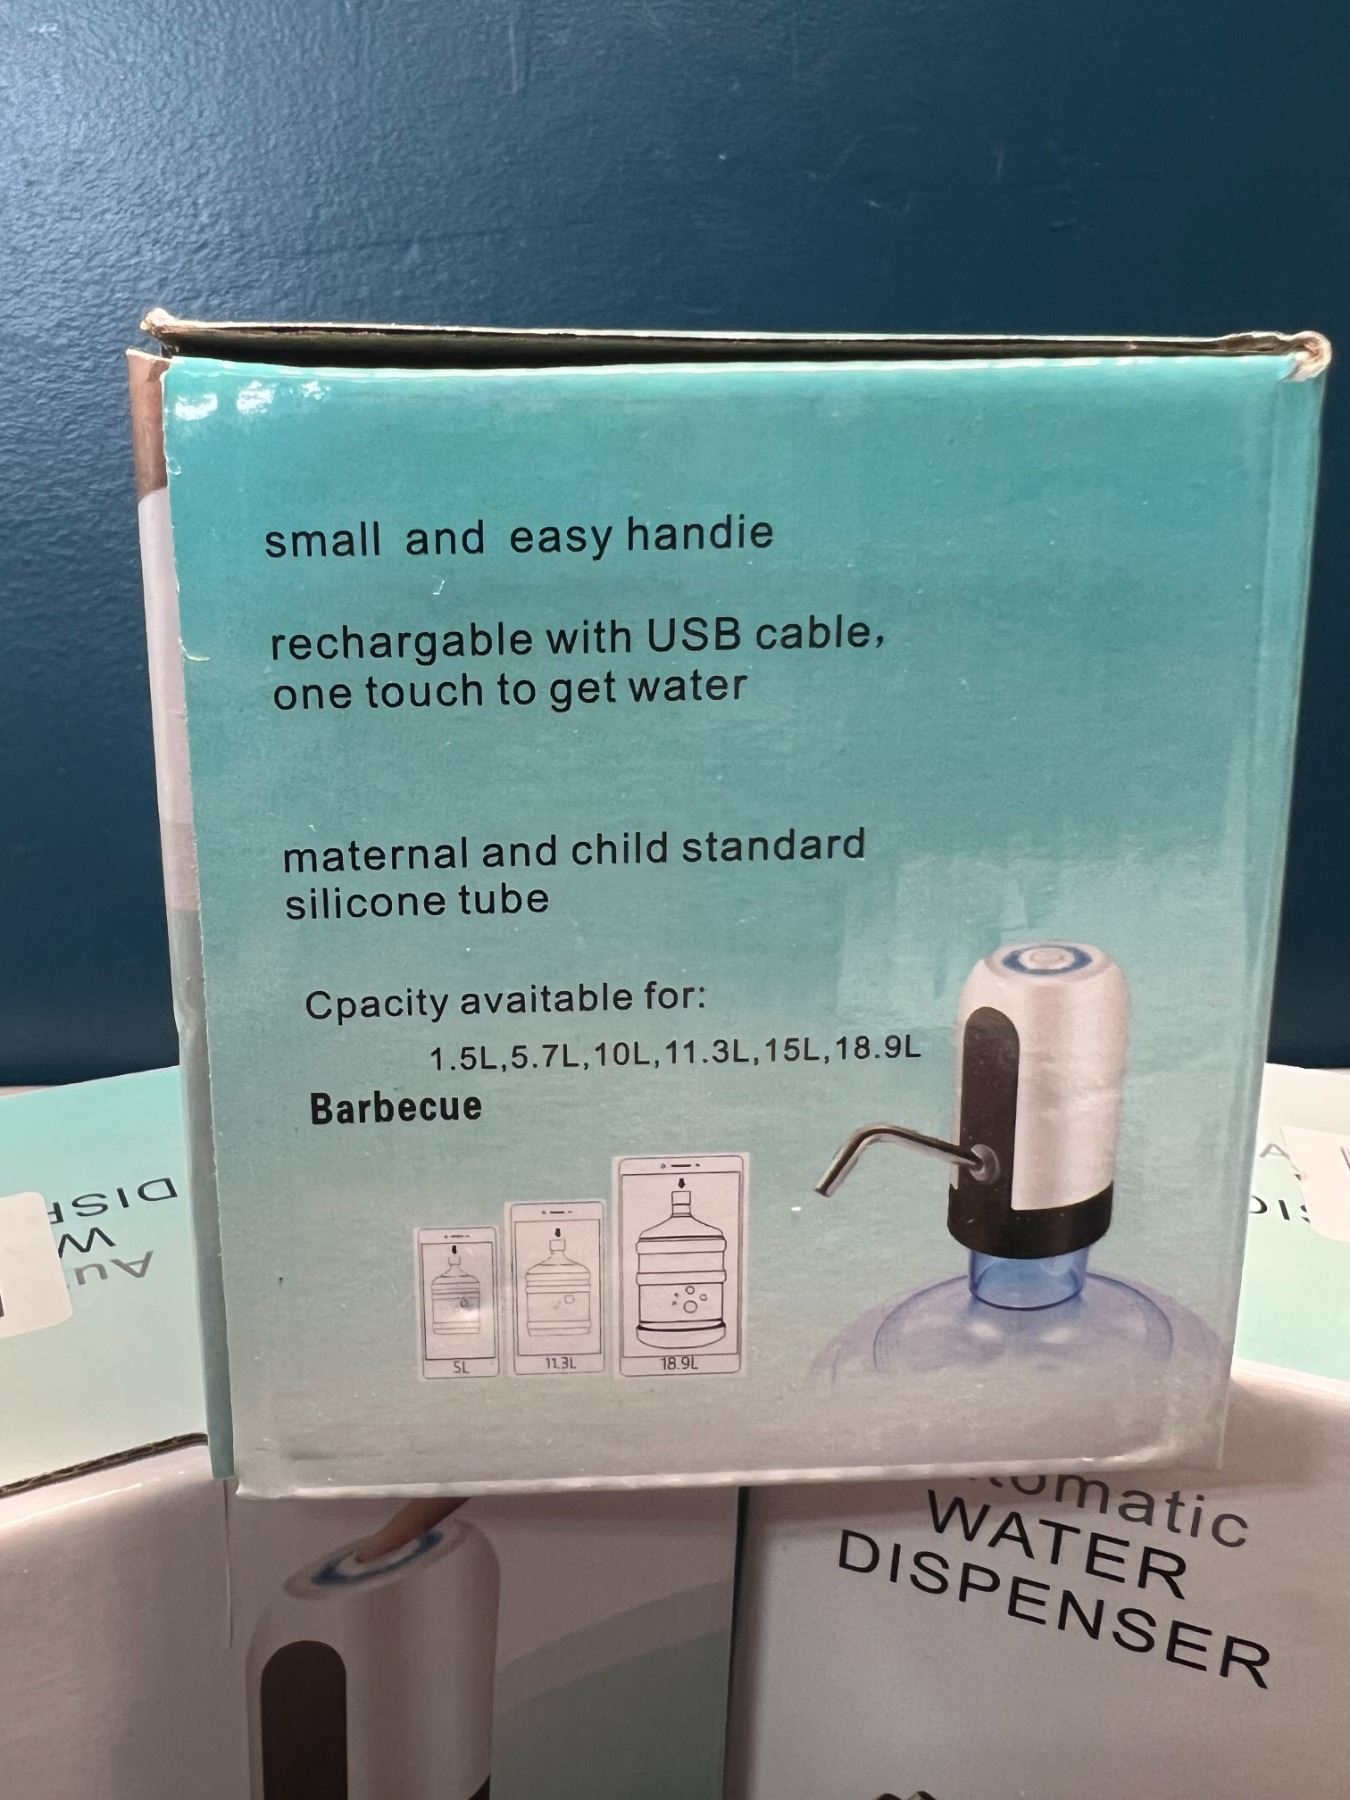 small and easy handie
rechargable with USB cable,
one touch to get water
maternal and child standard
silicone tube
Cpacity avaitable for:
1.5L,5.7L,10L,11.3L,15L,18.9L
Barbecue
5L
11.3L
18.9L
WATER
DISPENSER